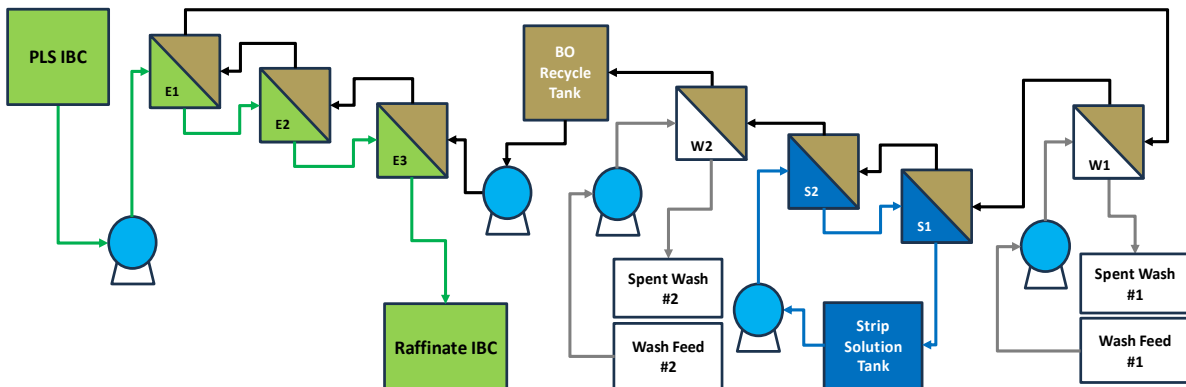 PLS IBC
E1
E2
E3
Raffinate IBC
BO
Recycle
Tank
W2
S2
S1
W1
Spent Wash
#2
Wash Feed
#2
Strip
Solution
Tank
Spent Wash
#1
Wash Feed
#1